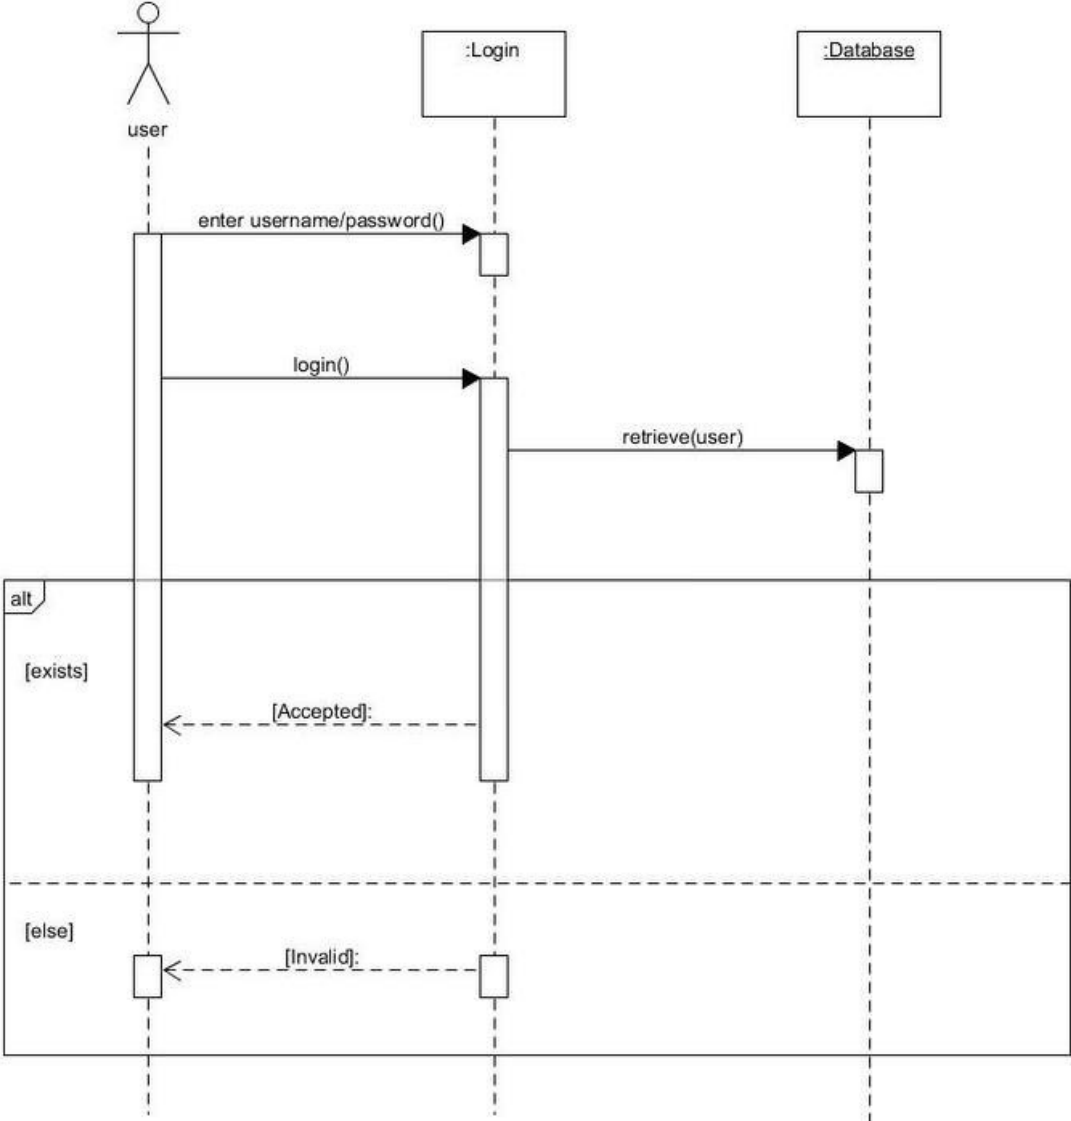 :Login
:Database
user
enter username/password()
login()
retrieve(user)
alt
[exists]
[Accepted]:
[else]
[Invalid]: